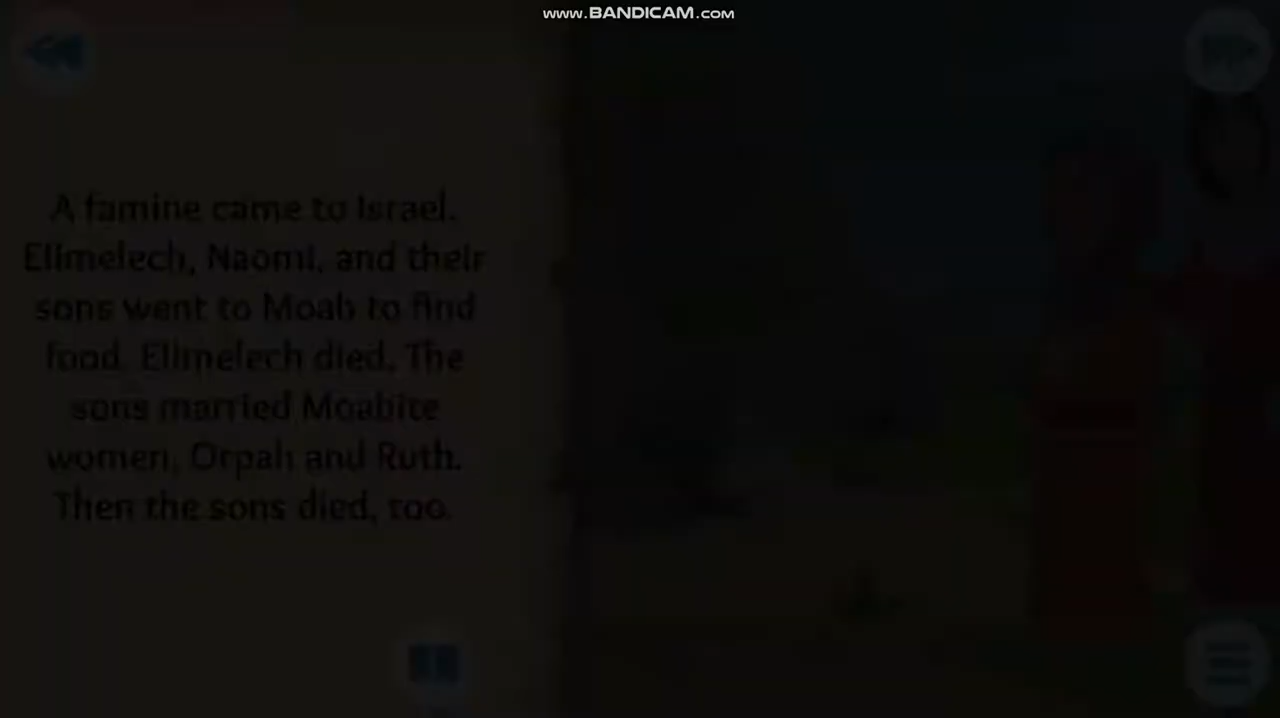 www.BANDICAM.com
A famine came to Israel.
Elimelech, Naomi, and their
sons went to Moab to find
food. Elimelech died. The
sons married Moabite
women, Orpah and Ruth.
Then the sons died, too.